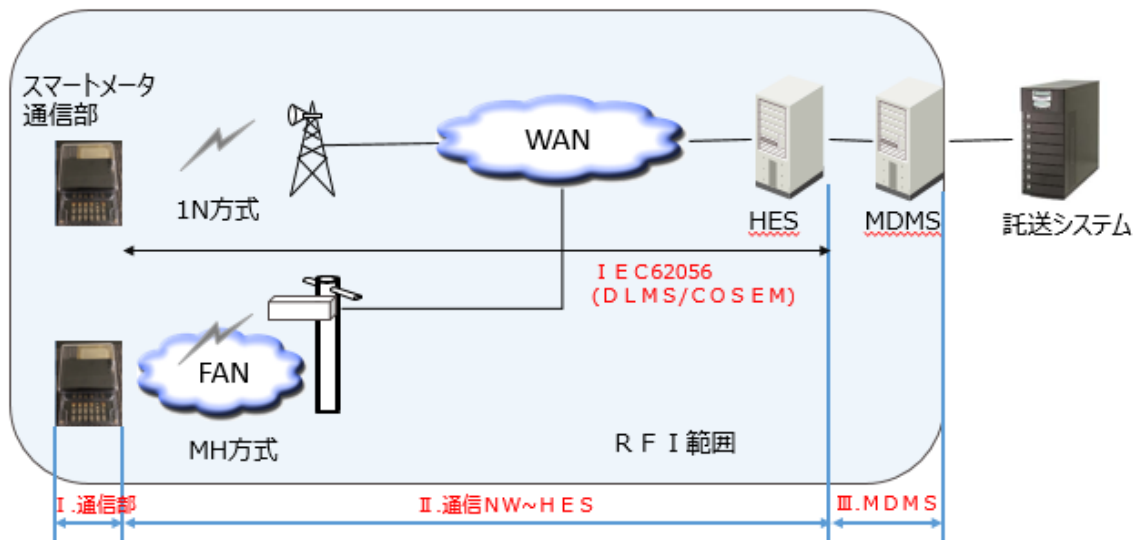 スマートメータ
通信部
1N方式
WAN
HES
MDMS
託送システム
ＩＥＣ62056
(ＤＬＭＳ/ＣＯＳＥＭ)
FAN
MH方式
ＲＦＩ範囲
Ⅰ.通信部
Ⅱ.通信ＮＷ~ＨＥＳ
Ⅲ.ＭＤＭＳ